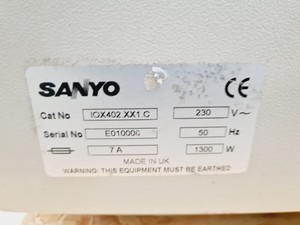 SANYO CE
Cat No IOX402.XX1.C 230 V~
Serial No E010006 50 Hz
7 A 1300 W
MADE IN UK
WARNING: THIS EQUIPMENT MUST BE EARTHED